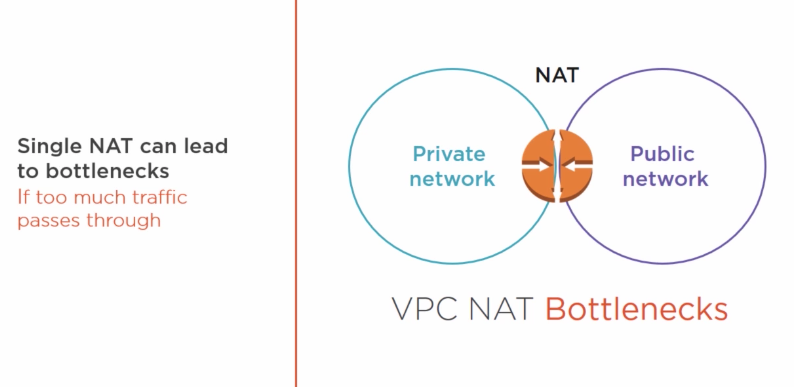 Single NAT can lead
to bottlenecks
If too much traffic
passes through
NAT
Private
network
Public
network
VPC NAT Bottlenecks